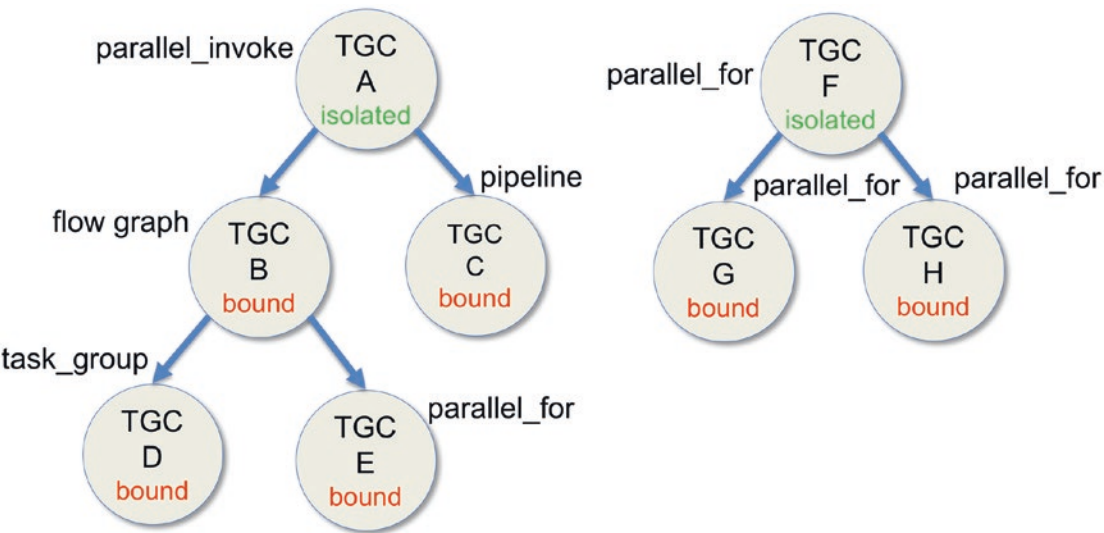 parallel_invoke
TGC
A
isolated
flow graph
TGC
B
bound
pipeline
TGC
C
bound
task_group
TGC
D
bound
TGC
E
bound
parallel_for
parallel_for
TGC
F
isolated
parallel_for
TGC
G
bound
parallel_for
TGC
H
bound